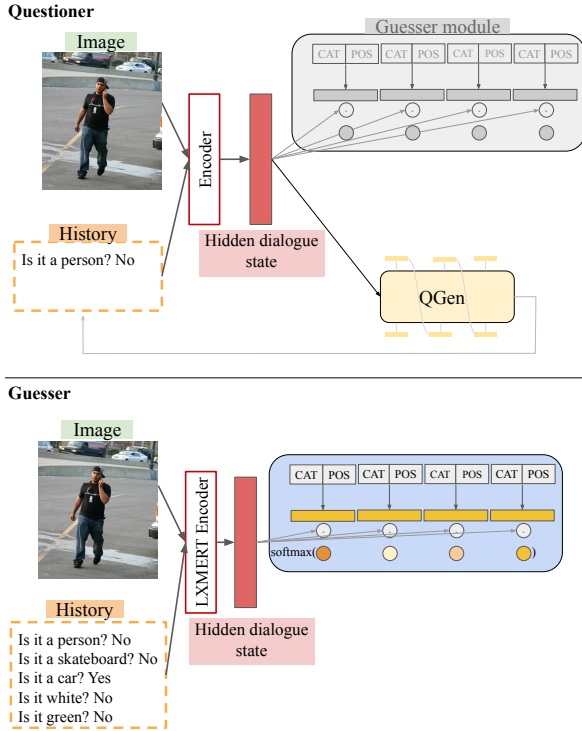 Questioner
Image
Guesser module
CAT POS CAT POS CAT POS CAT POS
Encoder
History
Is it a person? No
Hidden dialogue
state
QGen
Guesser
Image
CAT POS CAT POS CAT POS CAT POS
LXMERT Encoder
softmax( )
History
Is it a person? No
Is it a skateboard? No
Is it a car? Yes
Is it white? No
Is it green? No
Hidden dialogue
state